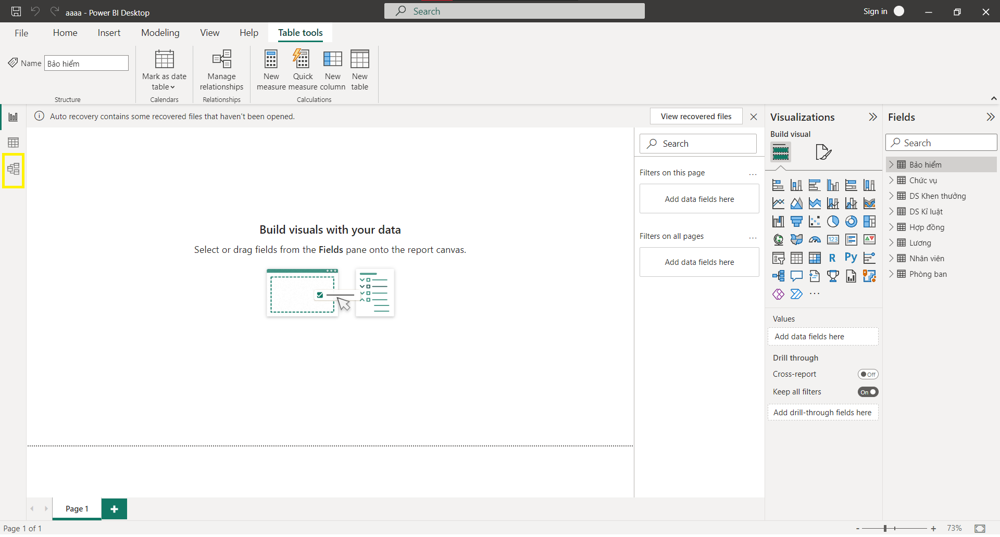 aaaa - Power BI Desktop
Search
Sign in
File
Home
Insert
Modeling
View
Help
Table tools
Name
Bảo hiểm
Mark as date
table
Manage
relationships
New
measure
Quick
measure
New
column
New
table
Structure
Calendars
Relationships
Calculations
Auto recovery contains some recovered files that haven't been opened.
View recovered files
Build visuals with your data
Select or drag fields from the Fields pane onto the report canvas.
Search
Filters on this page
...
Add data fields here
Filters on all pages
...
Add data fields here
Visualizations
Build visual
123
R
Py
...
Values
Add data fields here
Drill through
Cross-report
Off
Keep all filters
On
Add drill-through fields here
Fields
Search
Bảo hiểm
Chức vụ
DS Khen thưởng
DS Kỉ luật
Hợp đồng
Lương
Nhân viên
Phòng ban
Page 1
+
Page 1 of 1
-
+
73%